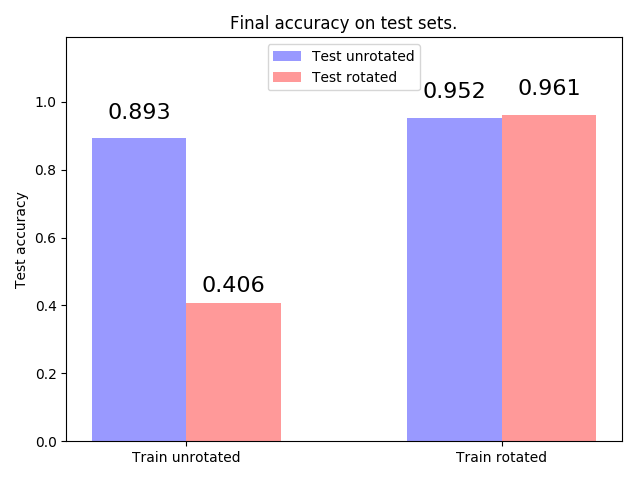 Final accuracy on test sets.
Test unrotated
Test rotated
0.893
0.406
0.952
0.961
Test accuracy
1.0
0.8
0.6
0.4
0.2
0.0
Train unrotated
Train rotated